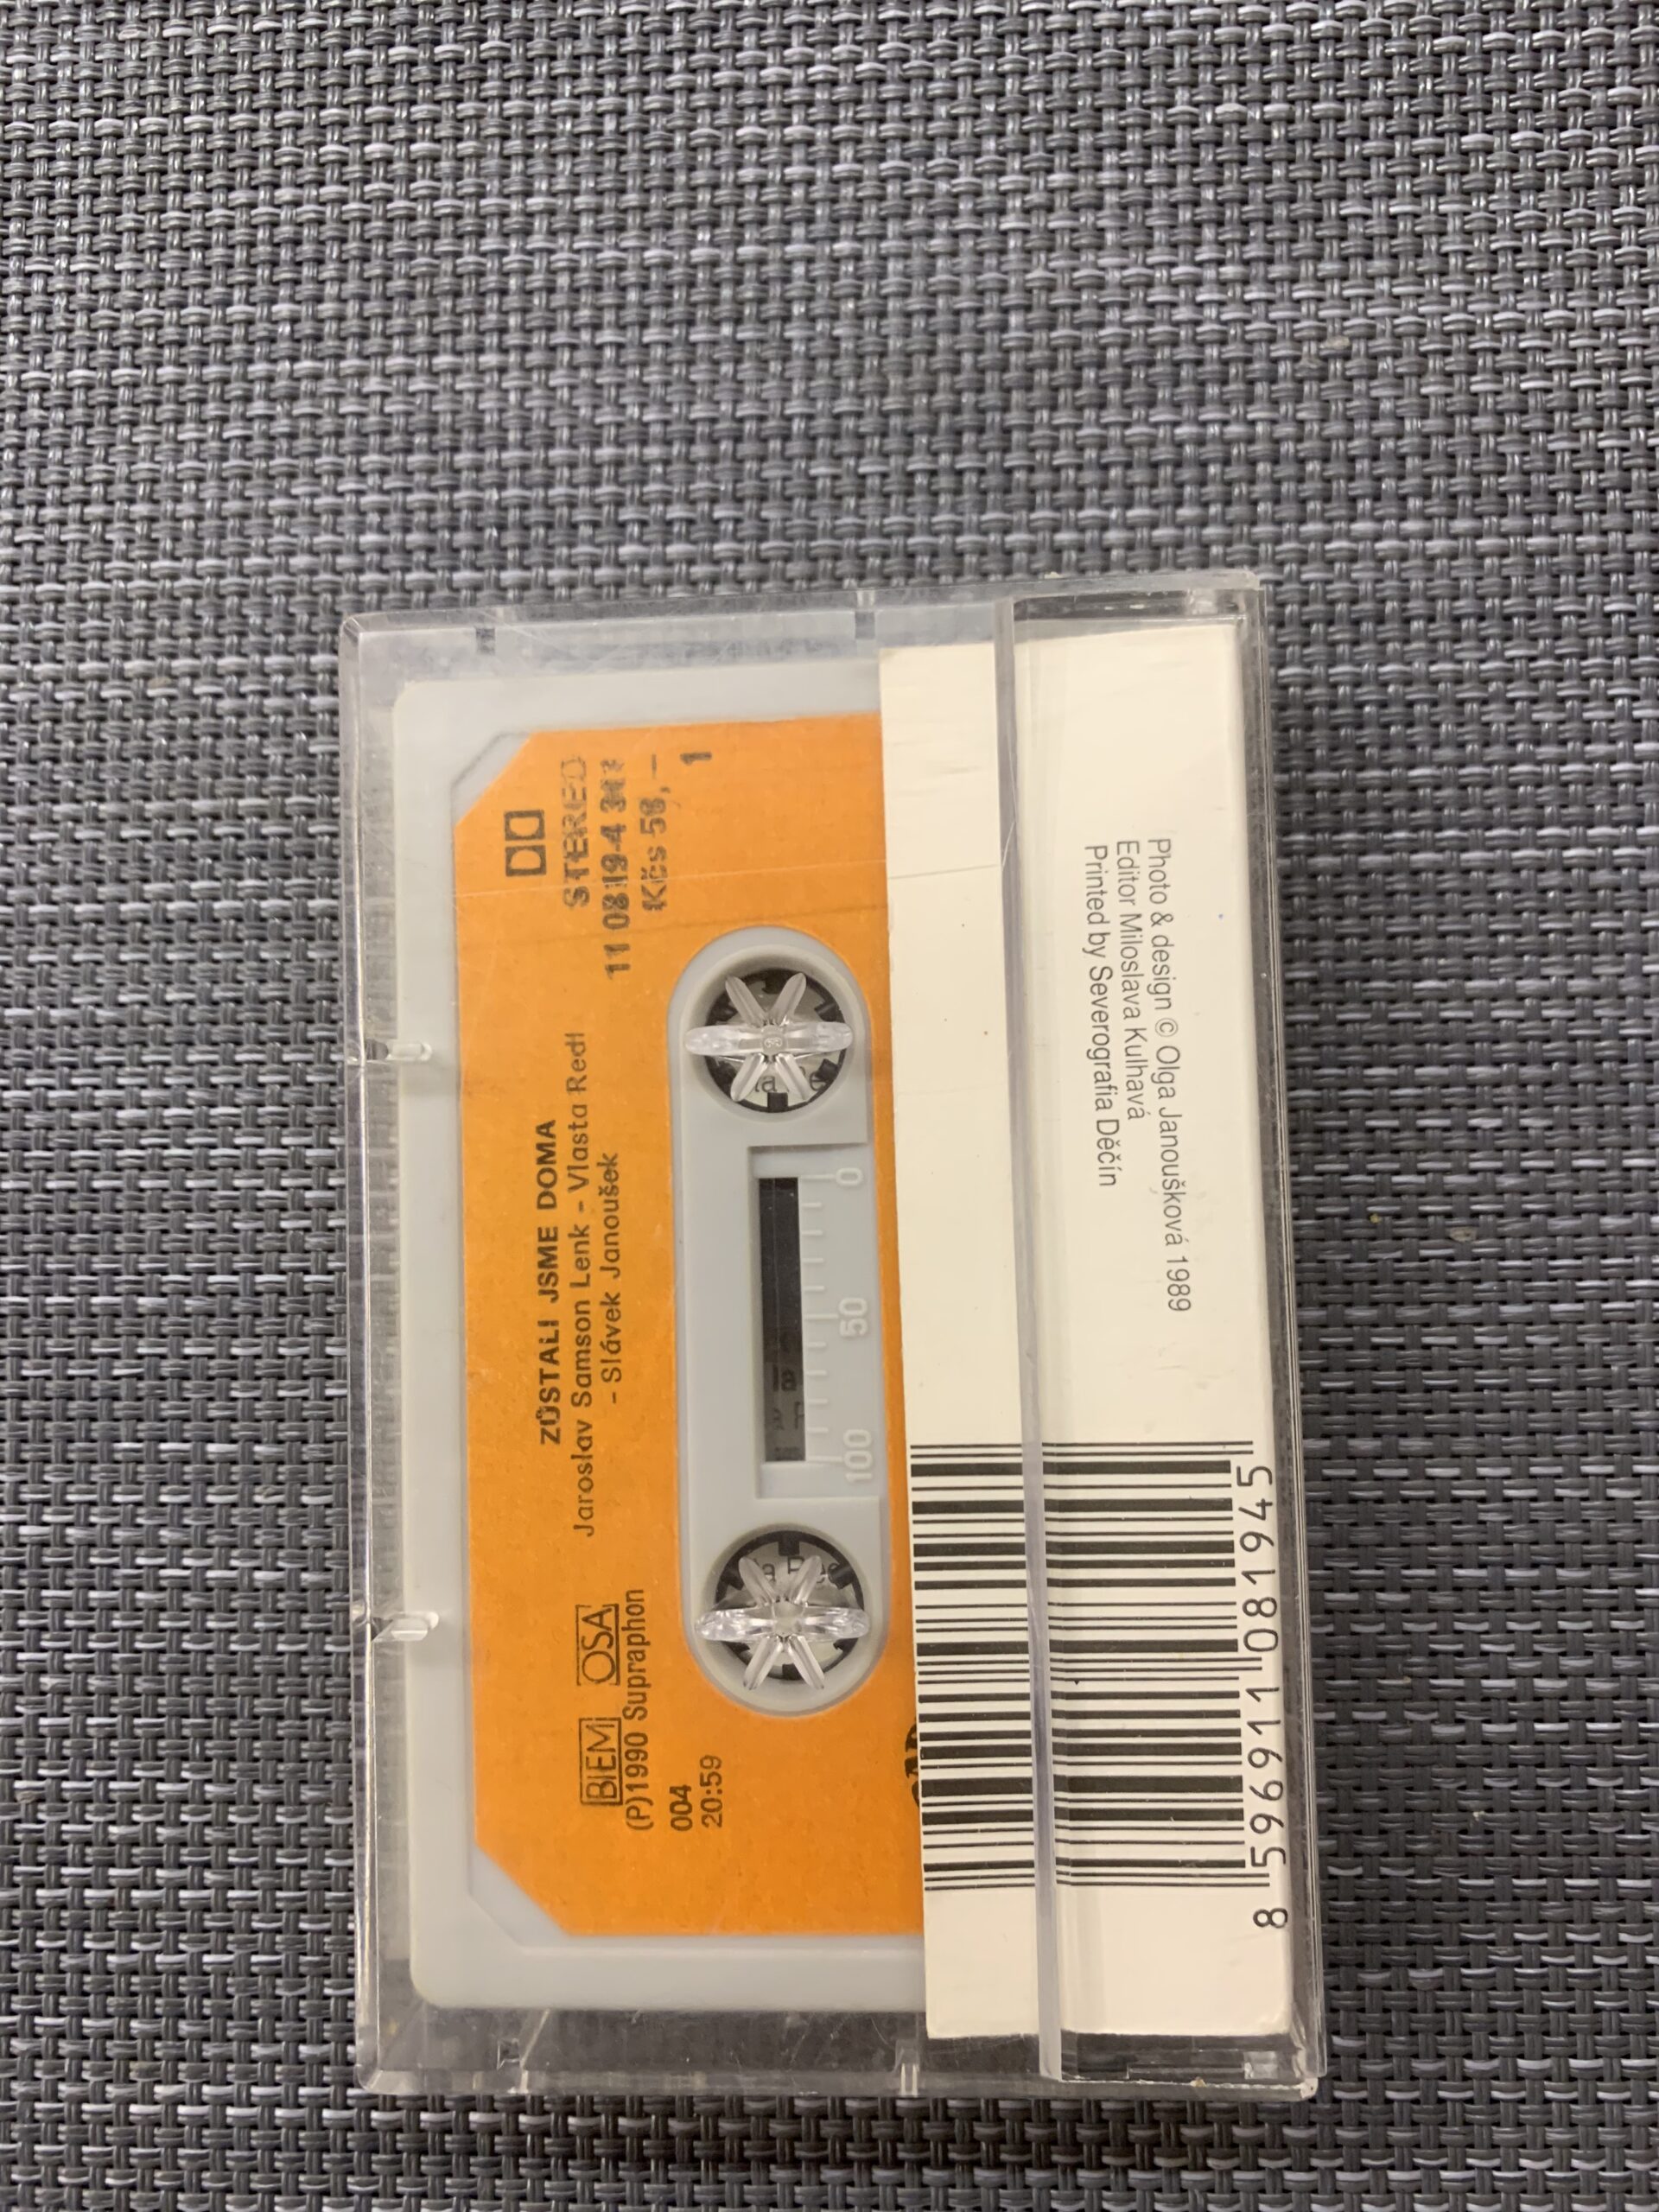 STEREO
11 0819-4 311
Kčs 58,–
1
ZŮSTALI JSME DOMA
Jaroslav Samson Lenk – Vlasta Redl
– Slávek Janoušek
BIEM OSA
(P)1990 Supraphon
004
20:59
0 50 100
Photo & design © Olga Janoušková 1989
Editor Miloslava Kulhavá
Printed by Severografia Děčín
8 596911 081945